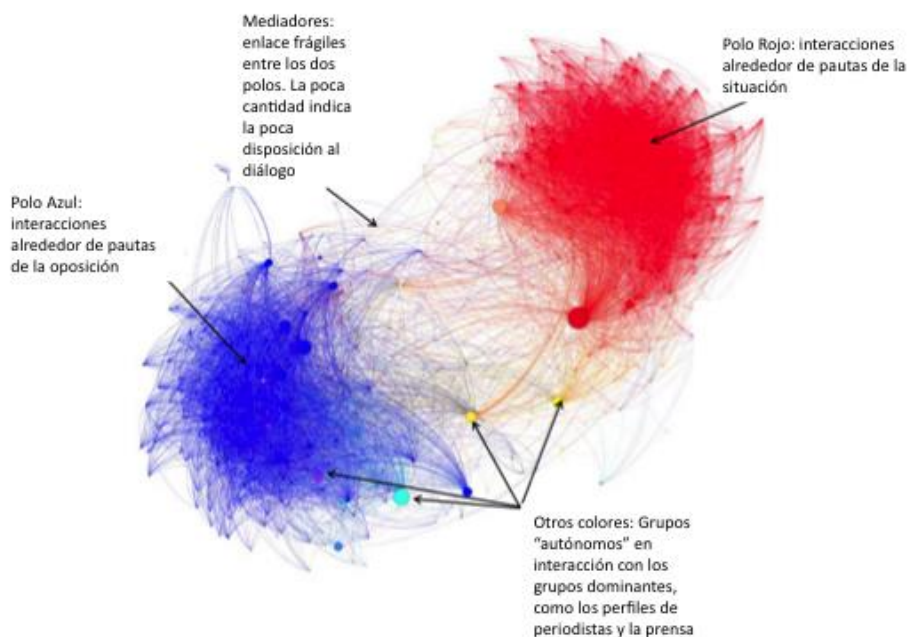 Mediadores:
enlace frágiles
entre los dos
polos. La poca
cantidad indica
la poca
disposición al
diálogo
Polo Rojo: interacciones
alrededor de pautas de la
situación
Polo Azul:
interacciones
alrededor de pautas
de la oposición
Otros colores: Grupos
“autónomos” en
interacción con los
grupos dominantes,
como los perfiles de
periodistas y la prensa